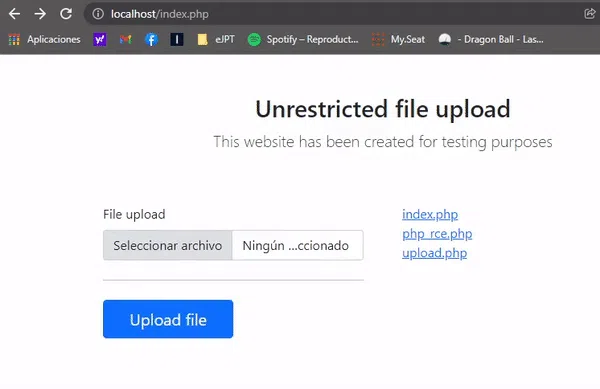 localhost/index.php
Aplicaciones eJPT Spotify – Reproduct... My.Seat - Dragon Ball - Las...
Unrestricted file upload
This website has been created for testing purposes
File upload
Seleccionar archivo Ningún ...ccionado
Upload file
index.php
php_rce.php
upload.php